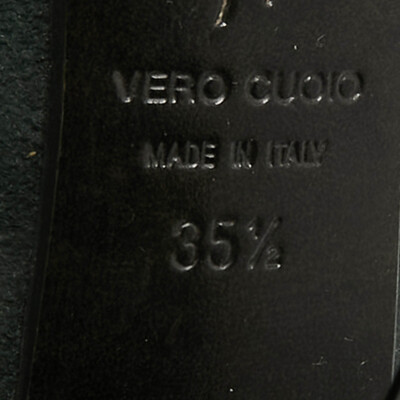 VERO CUOIO
MADE IN ITALY
35½